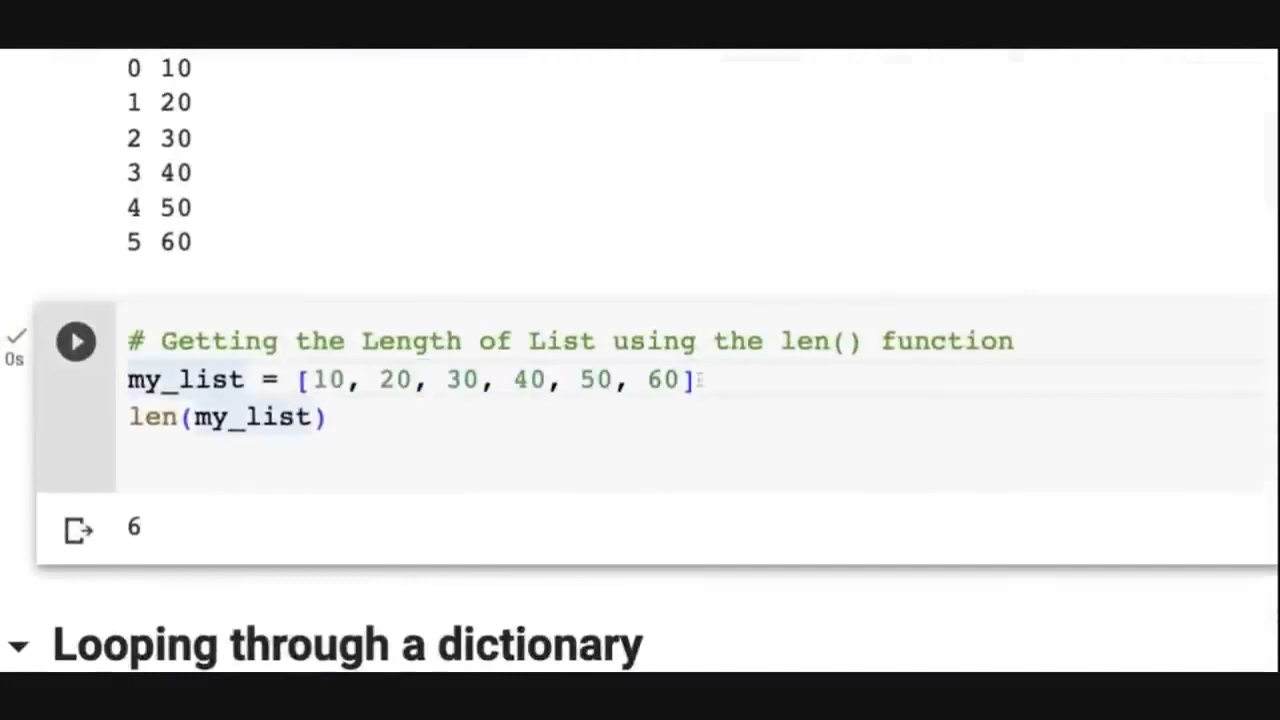 0 10
1 20
2 30
3 40
4 50
5 60
# Getting the Length of List using the len() function
my_list = [10, 20, 30, 40, 50, 60]
len(my_list)
0s
6
Looping through a dictionary